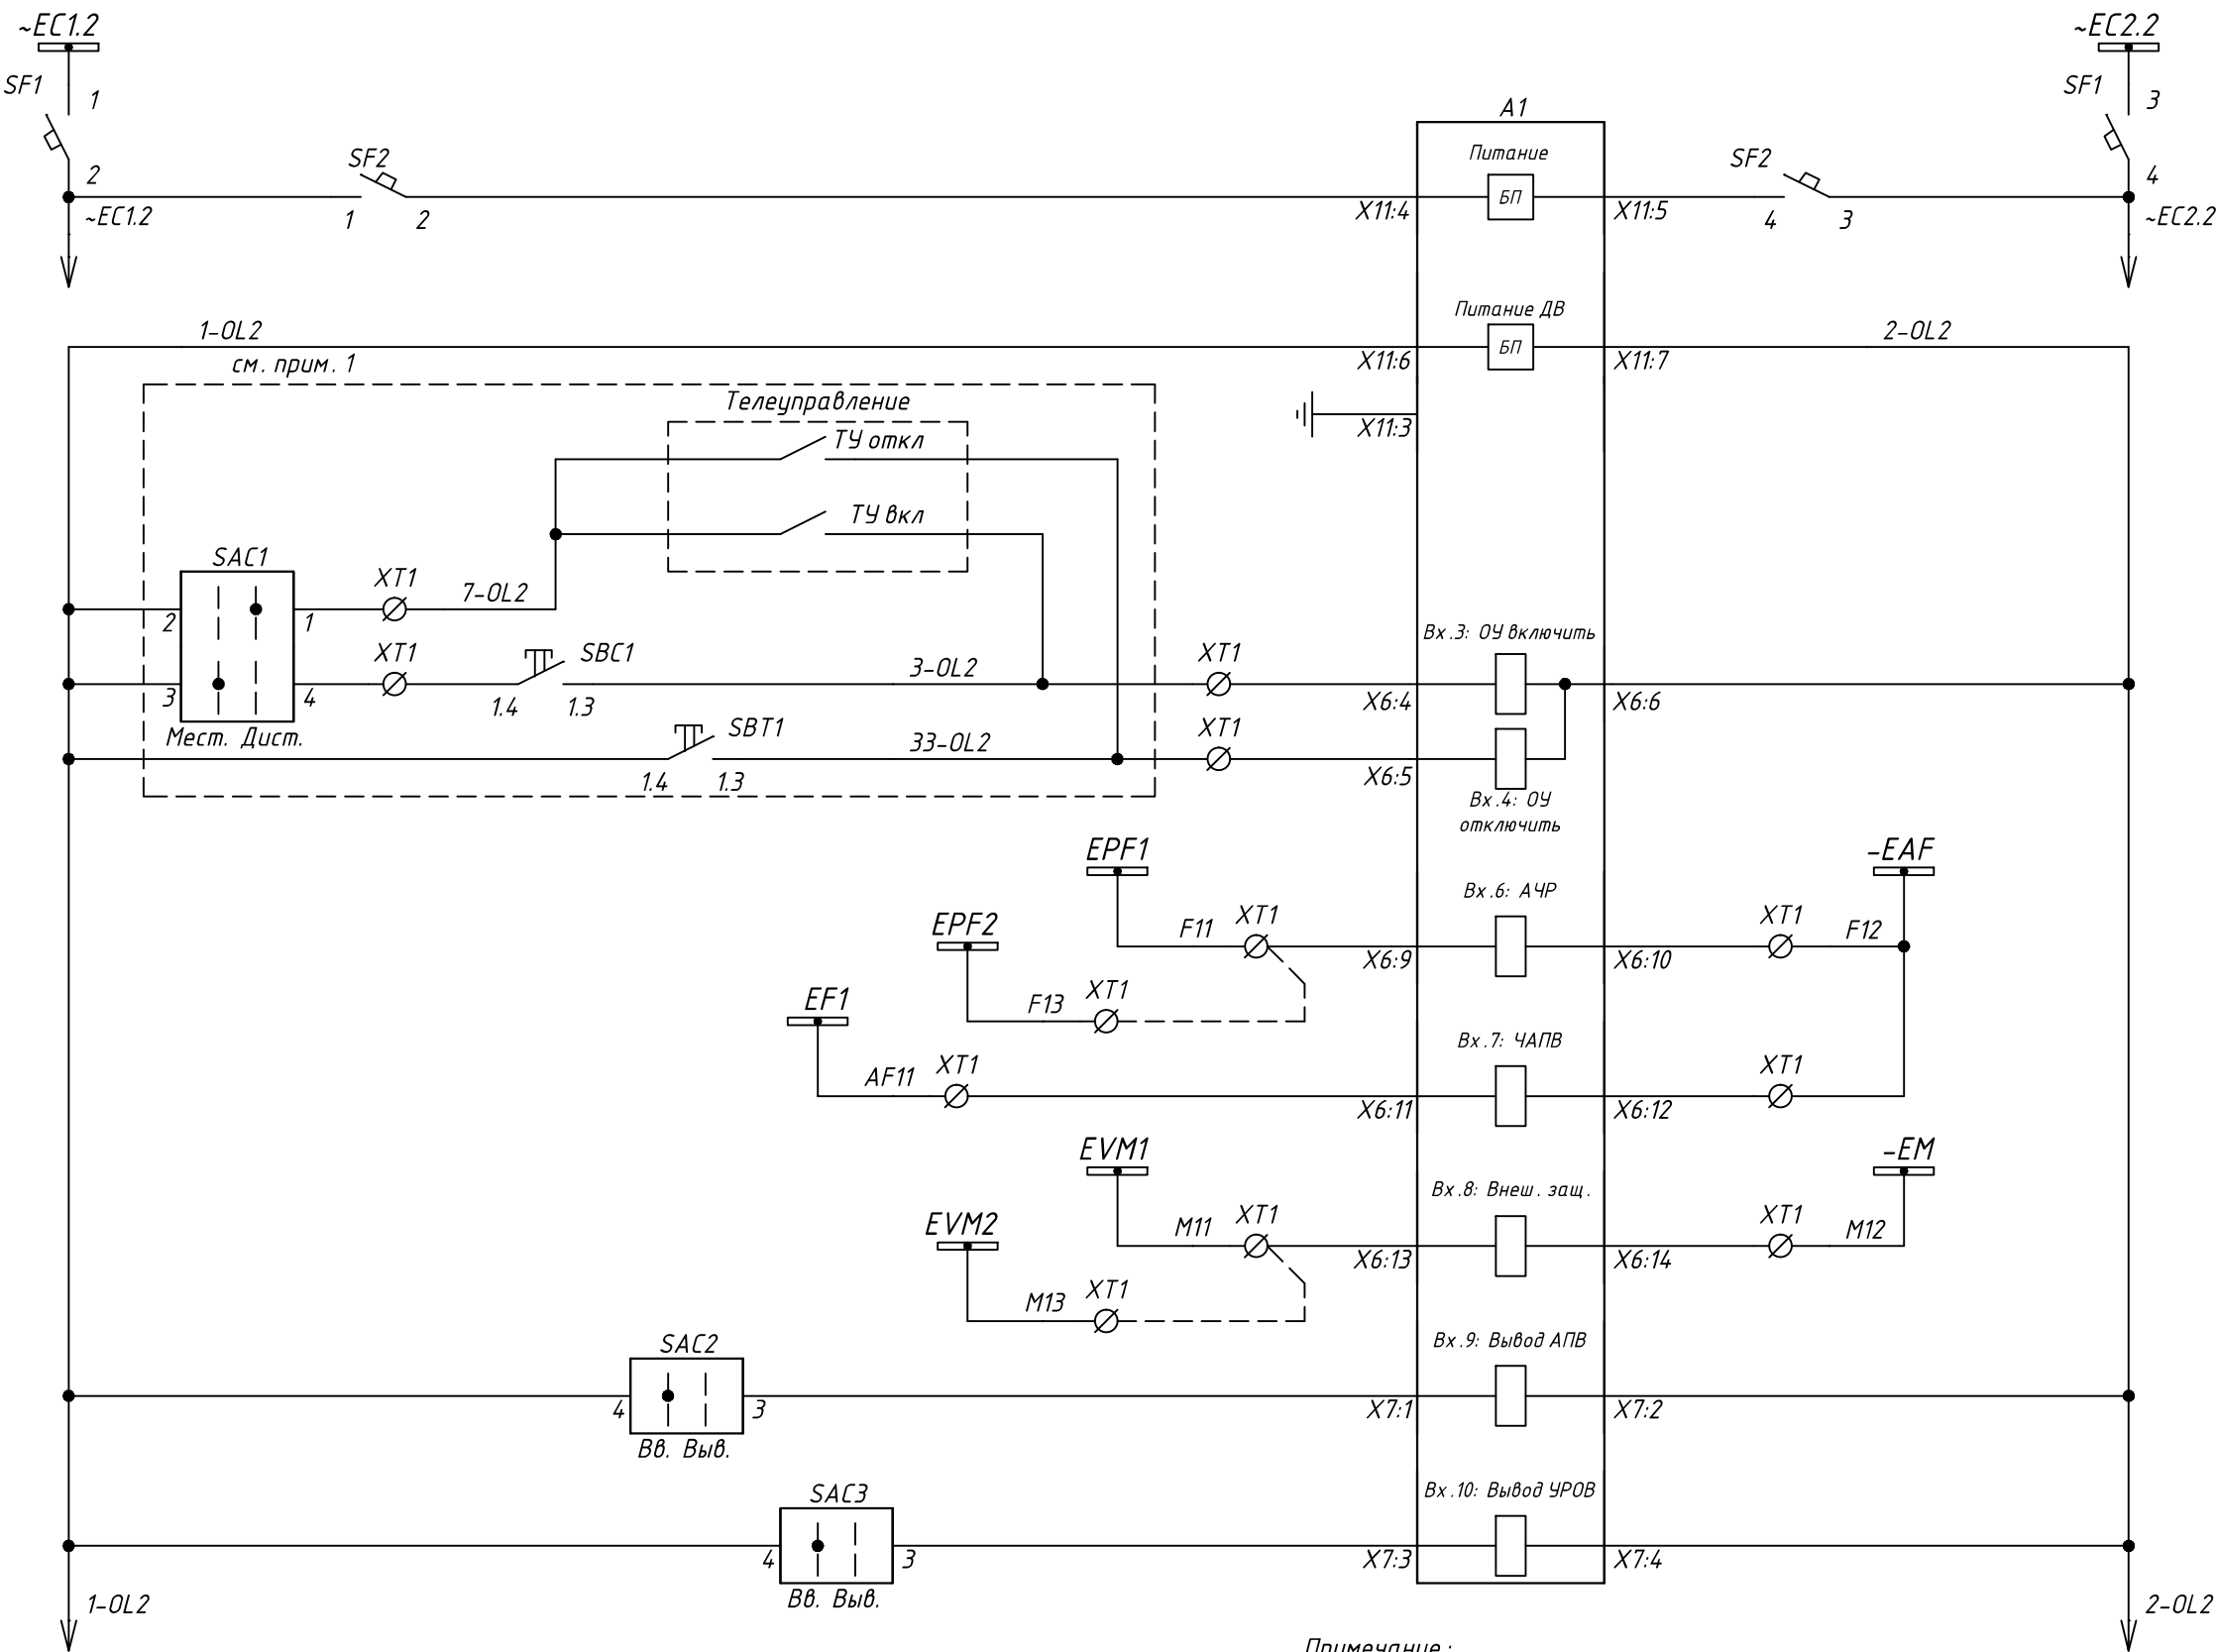 ~EC1.2
~EC2.2
SF1
1
SF1
3
A1
2
SF2
Питание
SF2
4
БП
~EC1.2
1
2
X11:4
X11:5
4
3
~EC2.2
Питание ДВ
1-OL2
БП
2-OL2
см. прим. 1
X11:6
X11:7
Телеуправление
X11:3
ТУ откл
ТУ вкл
SAC1
XT1
7-OL2
2
1
Вх.3: ОУ включить
XT1
SBC1
3-OL2
XT1
3
4
1.4
1.3
X6:4
X6:6
Мест. Дист.
SBT1
33-OL2
XT1
1.4
1.3
X6:5
Вх.4: ОУ
отключить
EPF1
-EAF
Вх.6: АЧР
EPF2
F11
XT1
XT1
F12
X6:9
X6:10
EF1
F13
XT1
Вх.7: ЧАПВ
AF11
XT1
XT1
X6:11
X6:12
EVM1
-EM
Вх.8: Внеш. защ.
EVM2
M11
XT1
XT1
M12
X6:13
X6:14
M13
XT1
SAC2
Вх.9: Вывод АПВ
4
3
X7:1
X7:2
Вв. Выв.
SAC3
Вх.10: Вывод УРОВ
4
3
X7:3
X7:4
Вв. Выв.
1-OL2
2-OL2
Примечание: